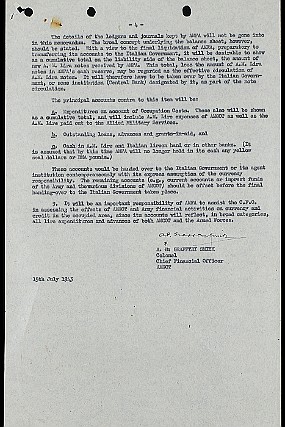 - 4 -
The details of the ledgers and journals kept by AMFA will not be gone into
in this memorandum. The broad concept underlying the balance sheet, however,
should be stated. With a view to the final liquidation of AMFA, preparatory to
transferring its accounts to the Italian Government, it will be desirable to show
as a cumulative total on the liability side of the balance sheet, the amount of
new A.M. Lire notes received by AMFA. This total, less the amount of A.M. Lire
notes in AMFA's cash reserve, may be regarded as the effective circulation of
A.M. Lire notes. It will therefore have to be taken over by the Italian Govern-
ment, or some institution (Central Bank) designated by it, as part of the note
circulation.
The principal accounts contra to this item will be:
a. Expenditures on account of Occupation Costs. These also will be shown
as a cumulative total, and will include A.M. Lire expenses of AMGOT as well as the
A.M. Lire paid out to the Allied Military Services.
b. Outstanding loans, advances and grants-in-aid, and
c. Cash in A.M. Lire and Italian Lire on hand or in other banks. (It
is assumed that by this time AMFA will no longer hold in its cash any yellow
seal dollars or BMA pounds.)
These accounts would be handed over to the Italian Government or its agent
institution contemporaneously with its express assumption of the currency
responsibility. The remaining accounts (e.g., current accounts or imprest funds
of the Army and the various divisions of AMGOT) should be offset before the final
handing-over to the Italian Government takes place.
9. It will be an important responsibility of AMFA to assist the C.F.O.
in assessing the effects of AMGOT and Army financial activities on currency and
credit in the occupied area, since its accounts will reflect, in broad categories,
all lire expenditures and advances of both AMGOT and the Armed Forces.
A. P. GRAFFTEY SMITH
Colonel
Chief Financial Officer
AMGOT
19th July 1943